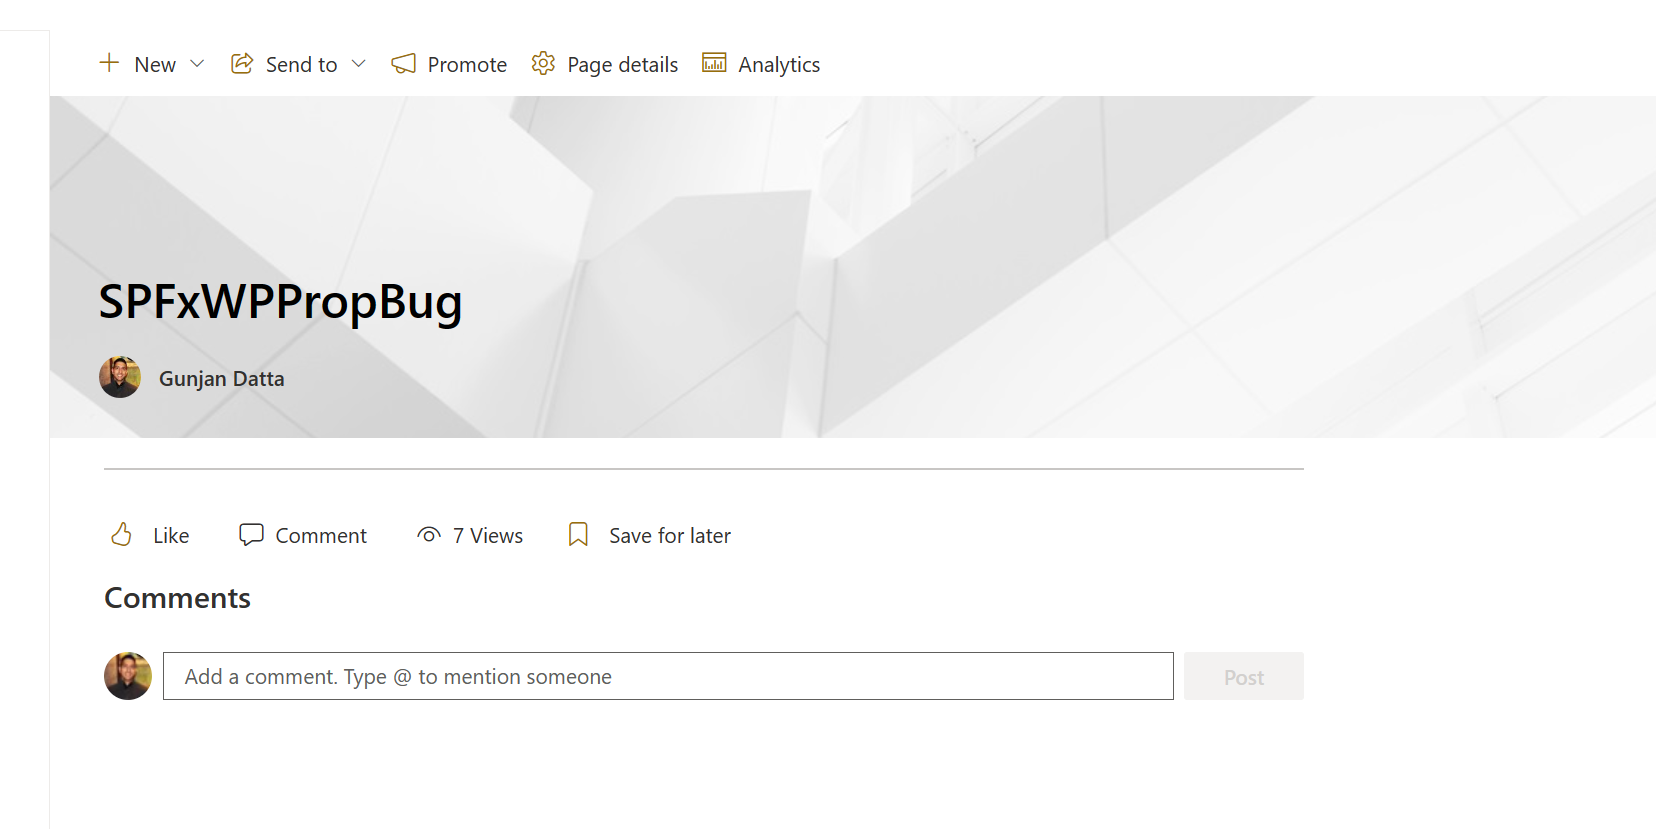 New Send to Promote Page details Analytics
SPFxWPPropBug
Gunjan Datta
Like Comment 7 Views Save for later
Comments
Add a comment. Type @ to mention someone Post